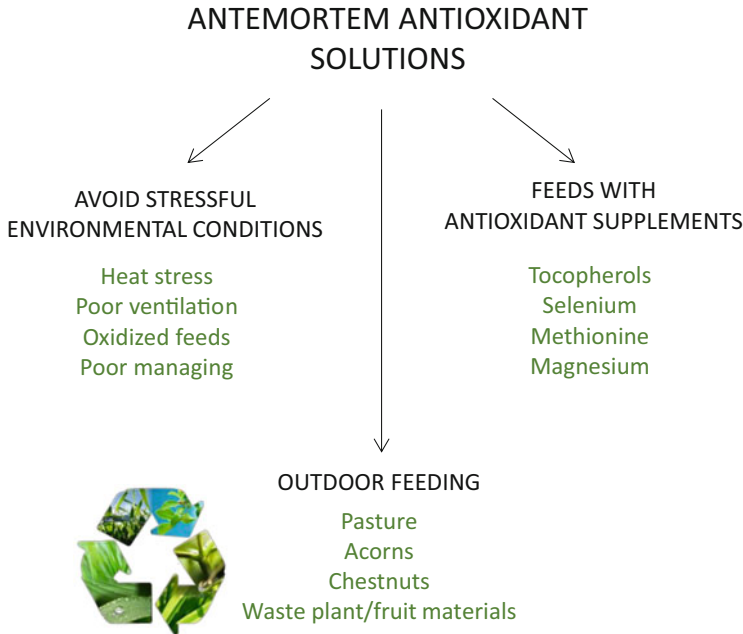 ANTEMORTEM ANTIOXIDANT
SOLUTIONS
AVOID STRESSFUL
ENVIRONMENTAL CONDITIONS
Heat stress
Poor ventilation
Oxidized feeds
Poor managing
FEEDS WITH
ANTIOXIDANT SUPPLEMENTS
Tocopherols
Selenium
Methionine
Magnesium
OUTDOOR FEEDING
Pasture
Acorns
Chestnuts
Waste plant/fruit materials